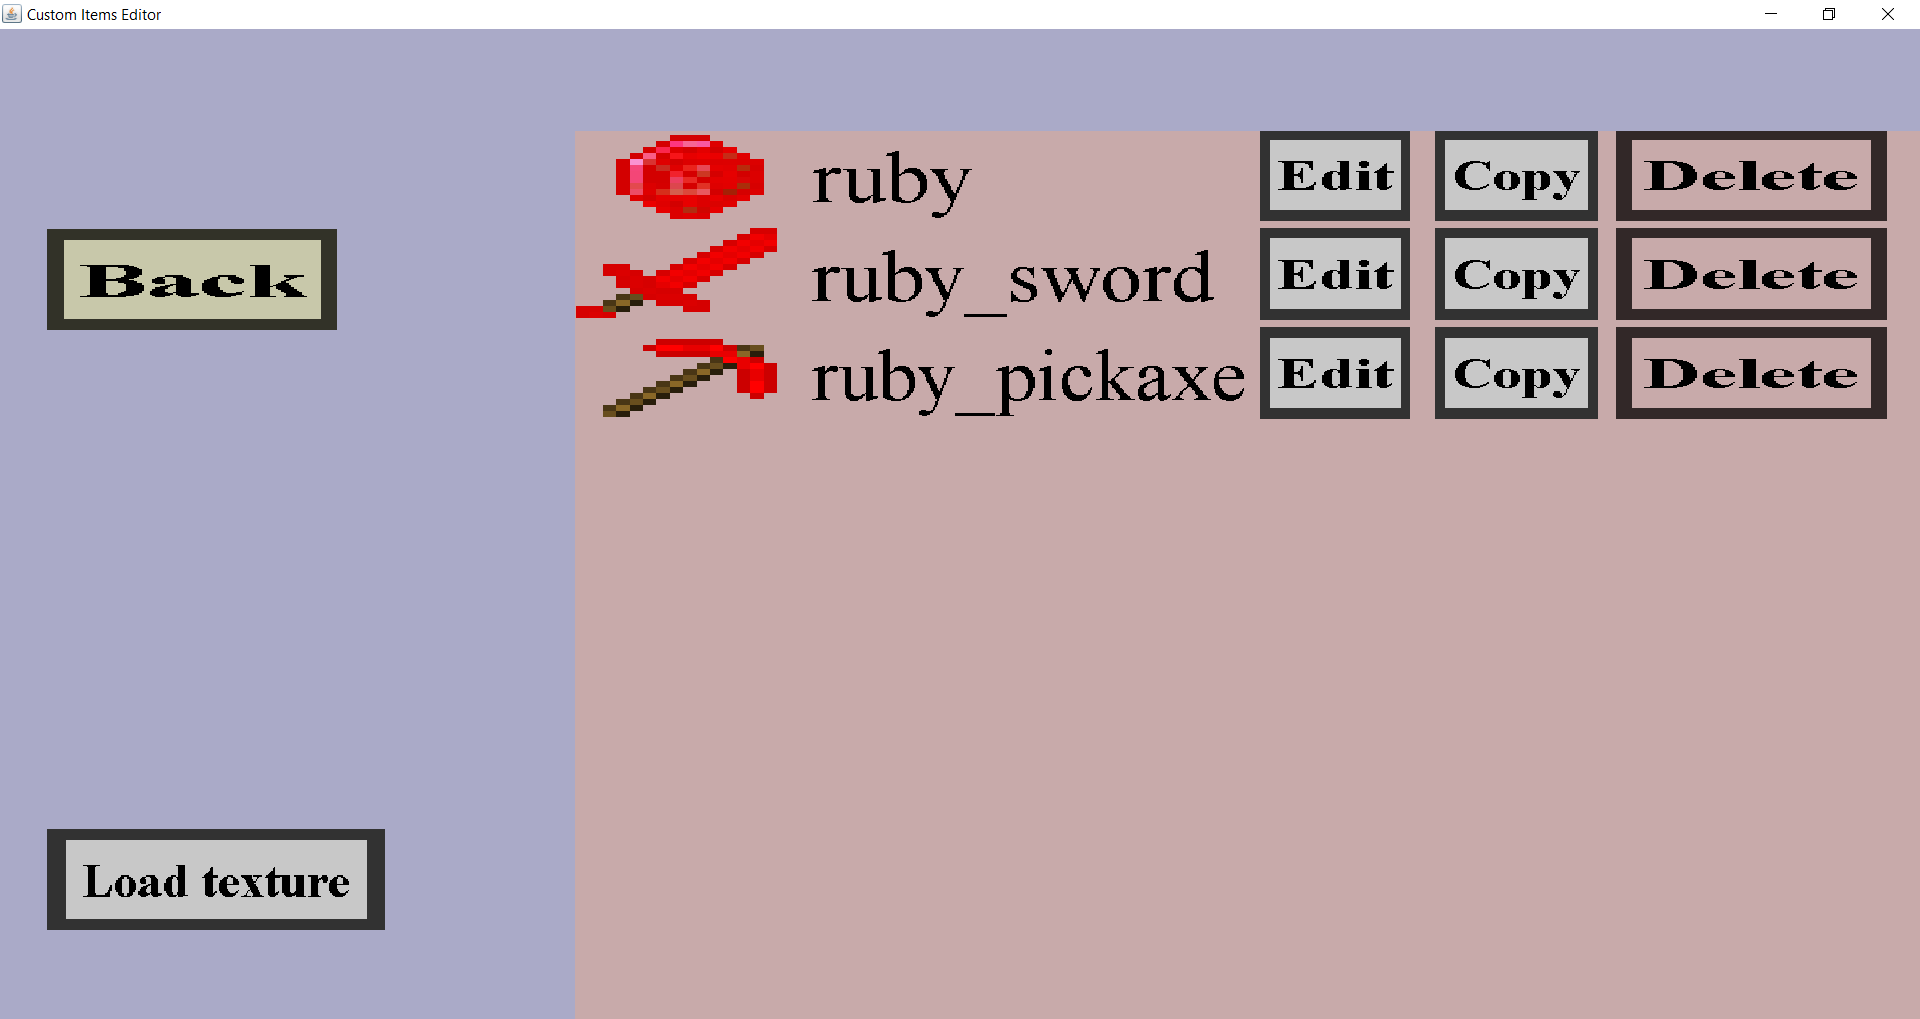 Custom Items Editor
ruby Edit Copy Delete
Back
ruby_sword Edit Copy Delete
ruby_pickaxe Edit Copy Delete
Load texture